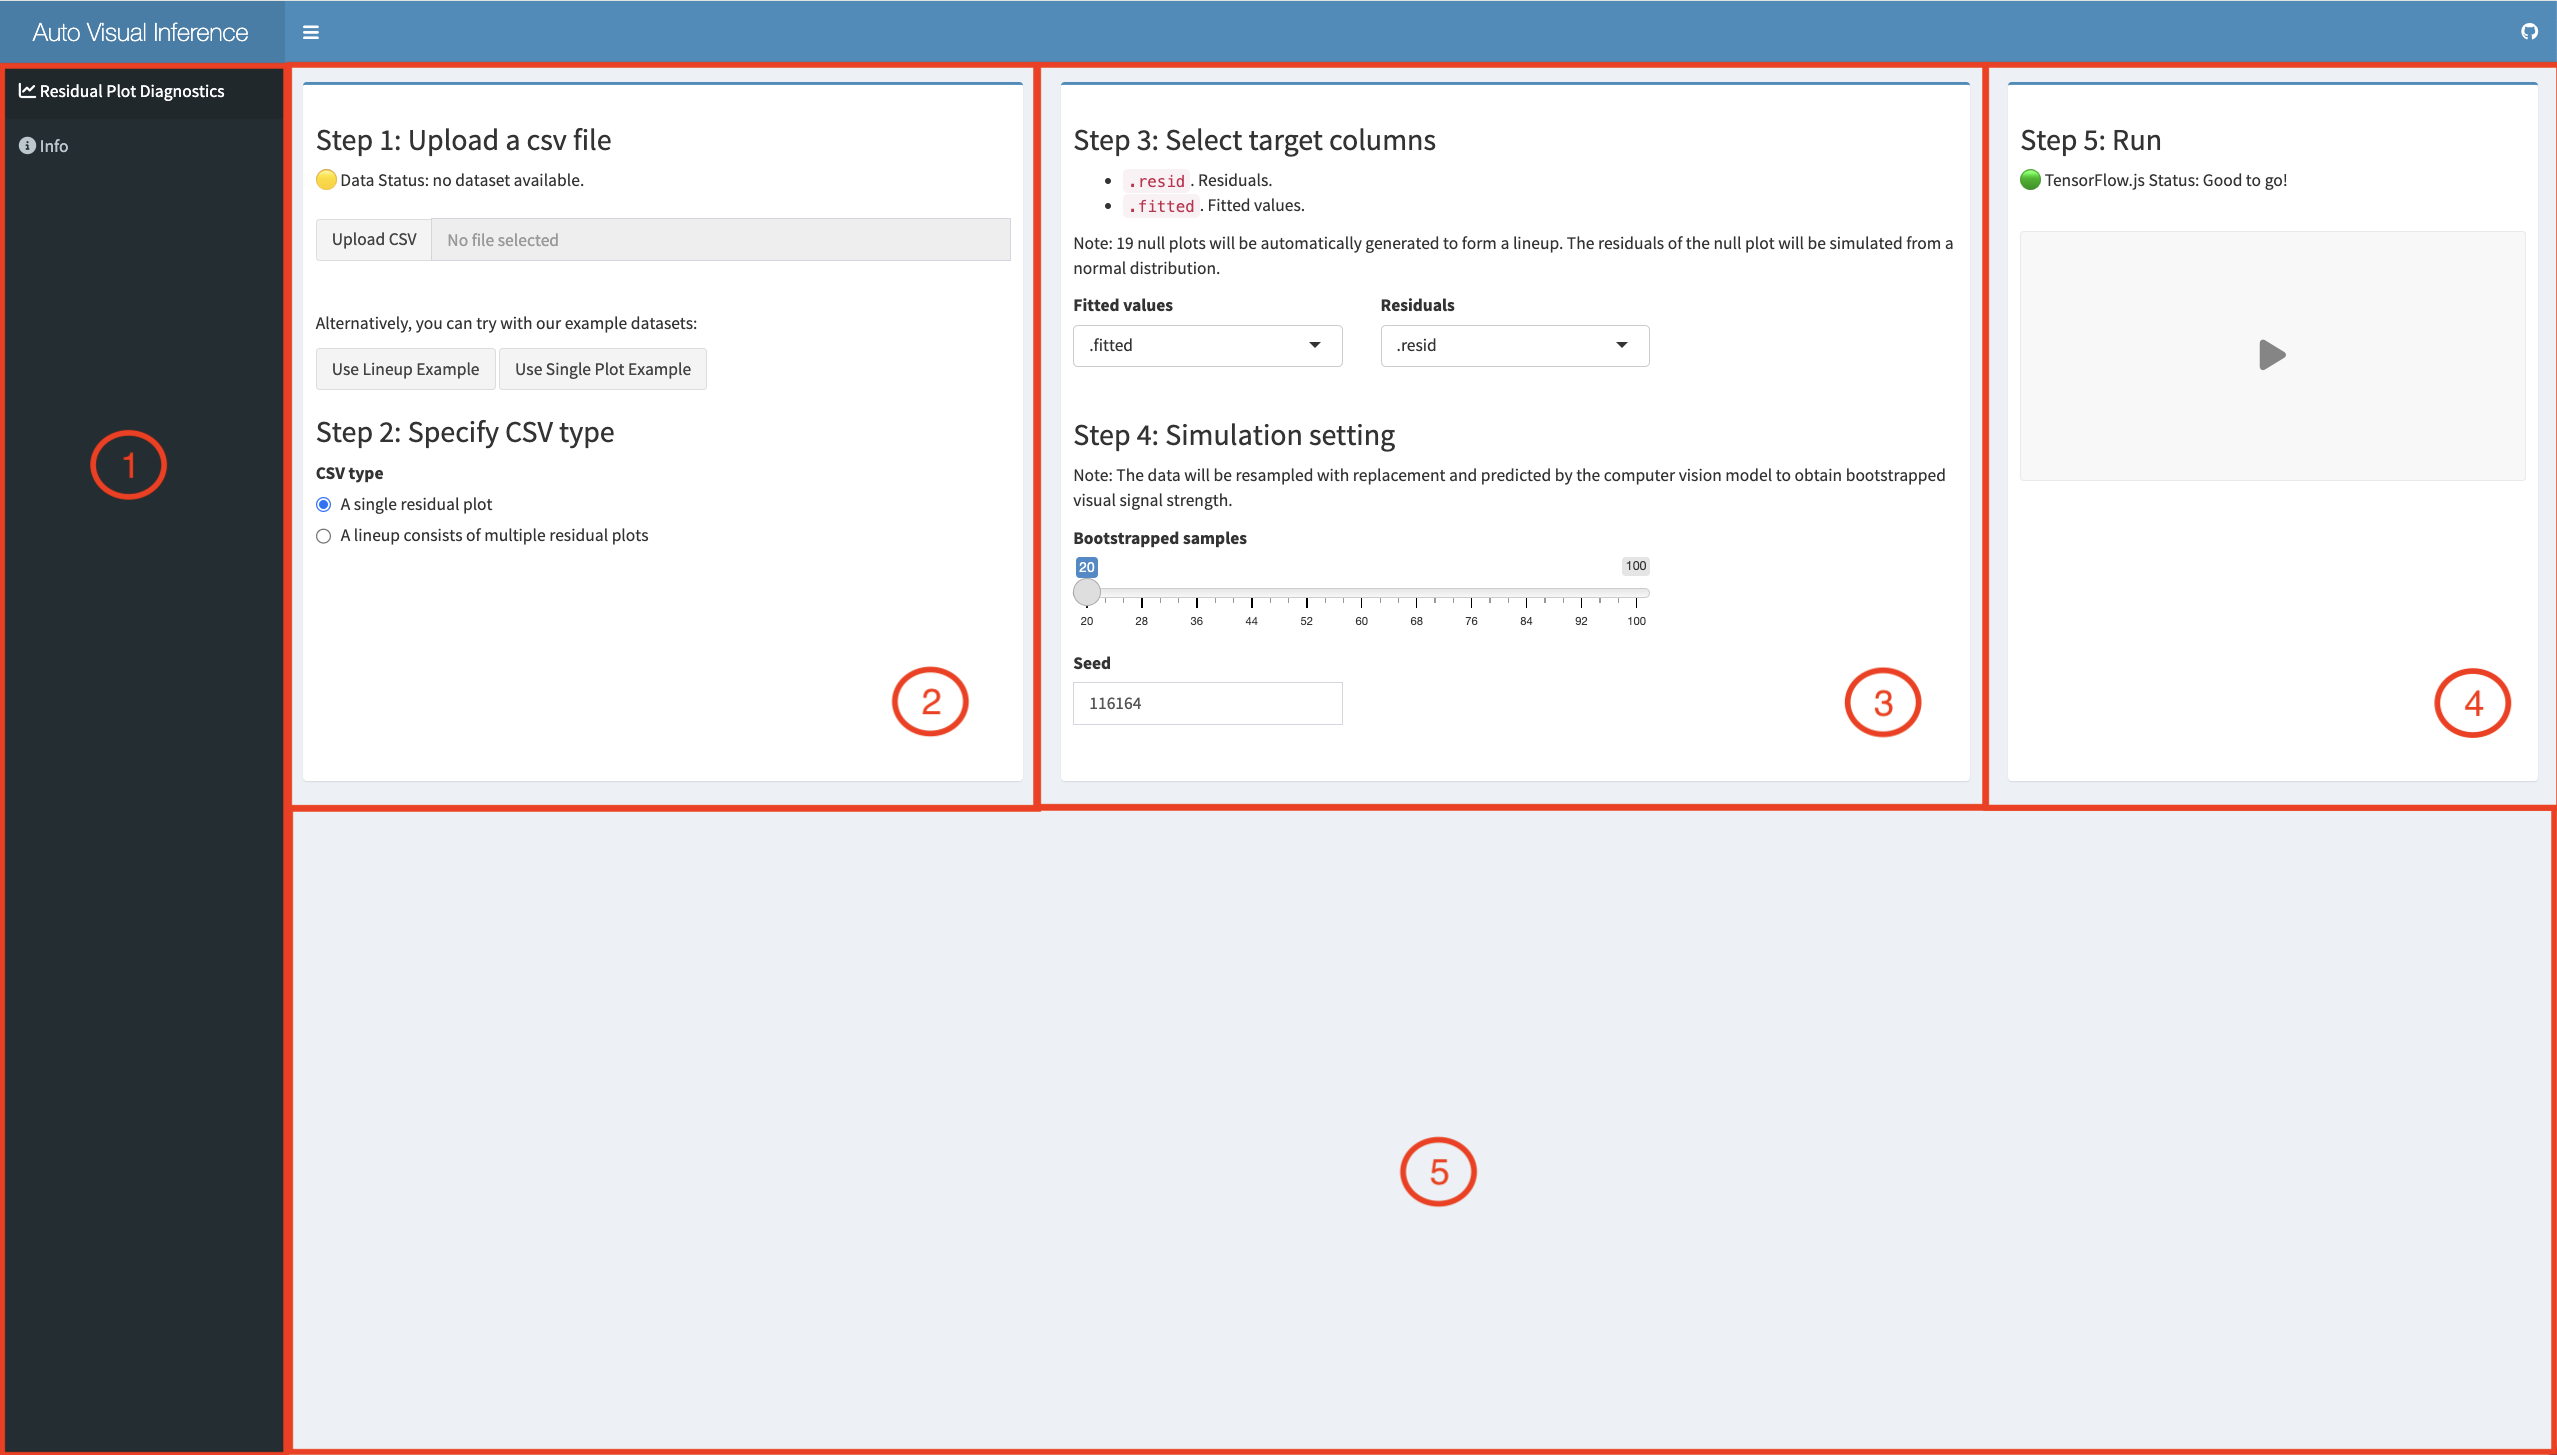 Auto Visual Inference
Residual Plot Diagnostics
Info
1
Step 1: Upload a csv file
Data Status: no dataset available.
Upload CSV No file selected
Alternatively, you can try with our example datasets:
Use Lineup Example Use Single Plot Example
Step 2: Specify CSV type
CSV type
A single residual plot
A lineup consists of multiple residual plots
2
Step 3: Select target columns
.resid. Residuals.
.fitted. Fitted values.
Note: 19 null plots will be automatically generated to form a lineup. The residuals of the null plot will be simulated from a
normal distribution.
Fitted values Residuals
.fitted .resid
Step 4: Simulation setting
Note: The data will be resampled with replacement and predicted by the computer vision model to obtain bootstrapped
visual signal strength.
Bootstrapped samples
20 100
20 28 36 44 52 60 68 76 84 92 100
Seed
116164
3
Step 5: Run
TensorFlow.js Status: Good to go!
4
5